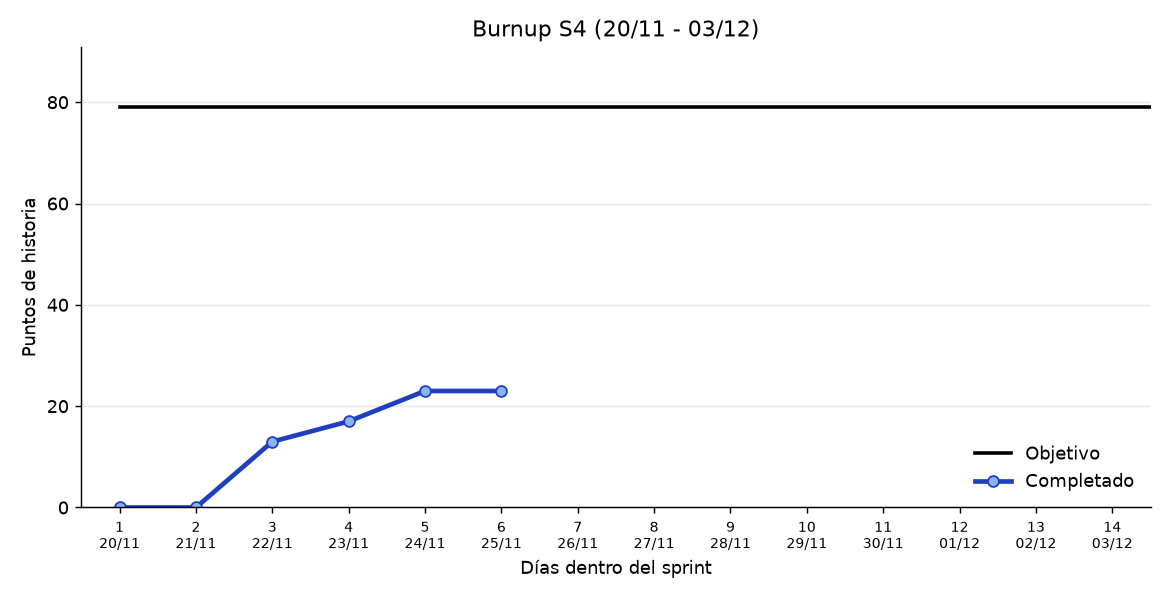 Burnup S4 (20/11 - 03/12)
Puntos de historia
80
60
40
20
0
Objetivo
Completado
1 2 3 4 5 6 7 8 9 10 11 12 13 14
20/11 21/11 22/11 23/11 24/11 25/11 26/11 27/11 28/11 29/11 30/11 01/12 02/12 03/12
Días dentro del sprint